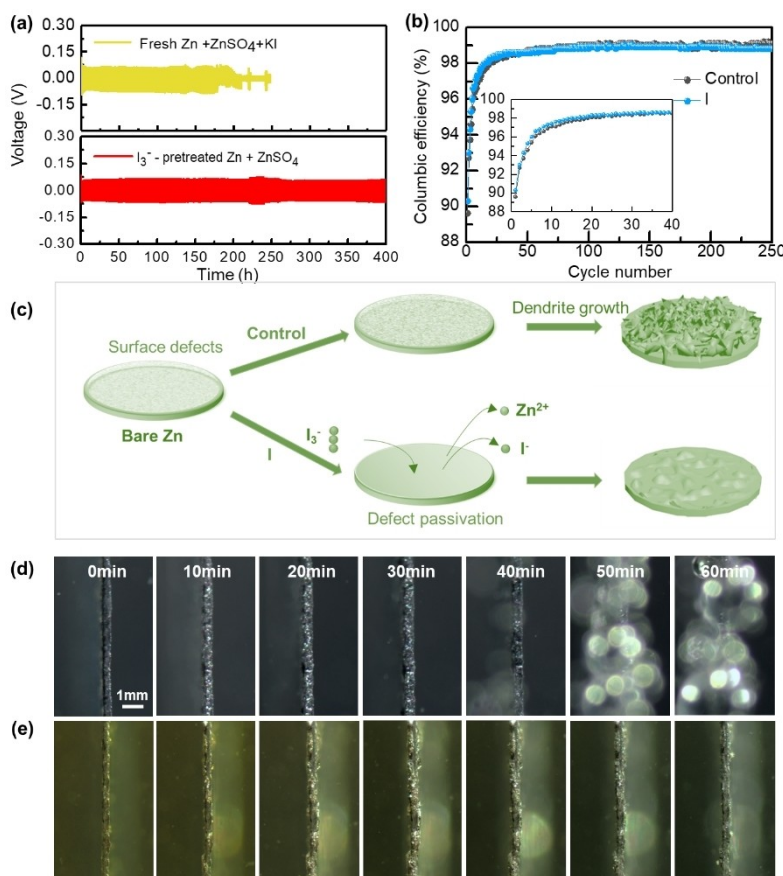 (a)
0.30
0.15
0.00
-0.15
Fresh Zn +ZnSO4+KI
0.30
0.15
0.00
-0.15
-0.30
I3⁻ - pretreated Zn + ZnSO4
Voltage (V)
0 50 100 150 200 250 300 350 400
Time (h)
(b)
100
98
96
94
92
90
88
Columbic efficiency (%)
Control
I
100
98
96
94
92
90
88
0 10 20 30 40
0 50 100 150 200 250
Cycle number
(c)
Surface defects
Bare Zn
Control
Dendrite growth
I
I3⁻
Zn²⁺
I⁻
Defect passivation
(d)
0min 10min 20min 30min 40min 50min 60min
1mm
(e)